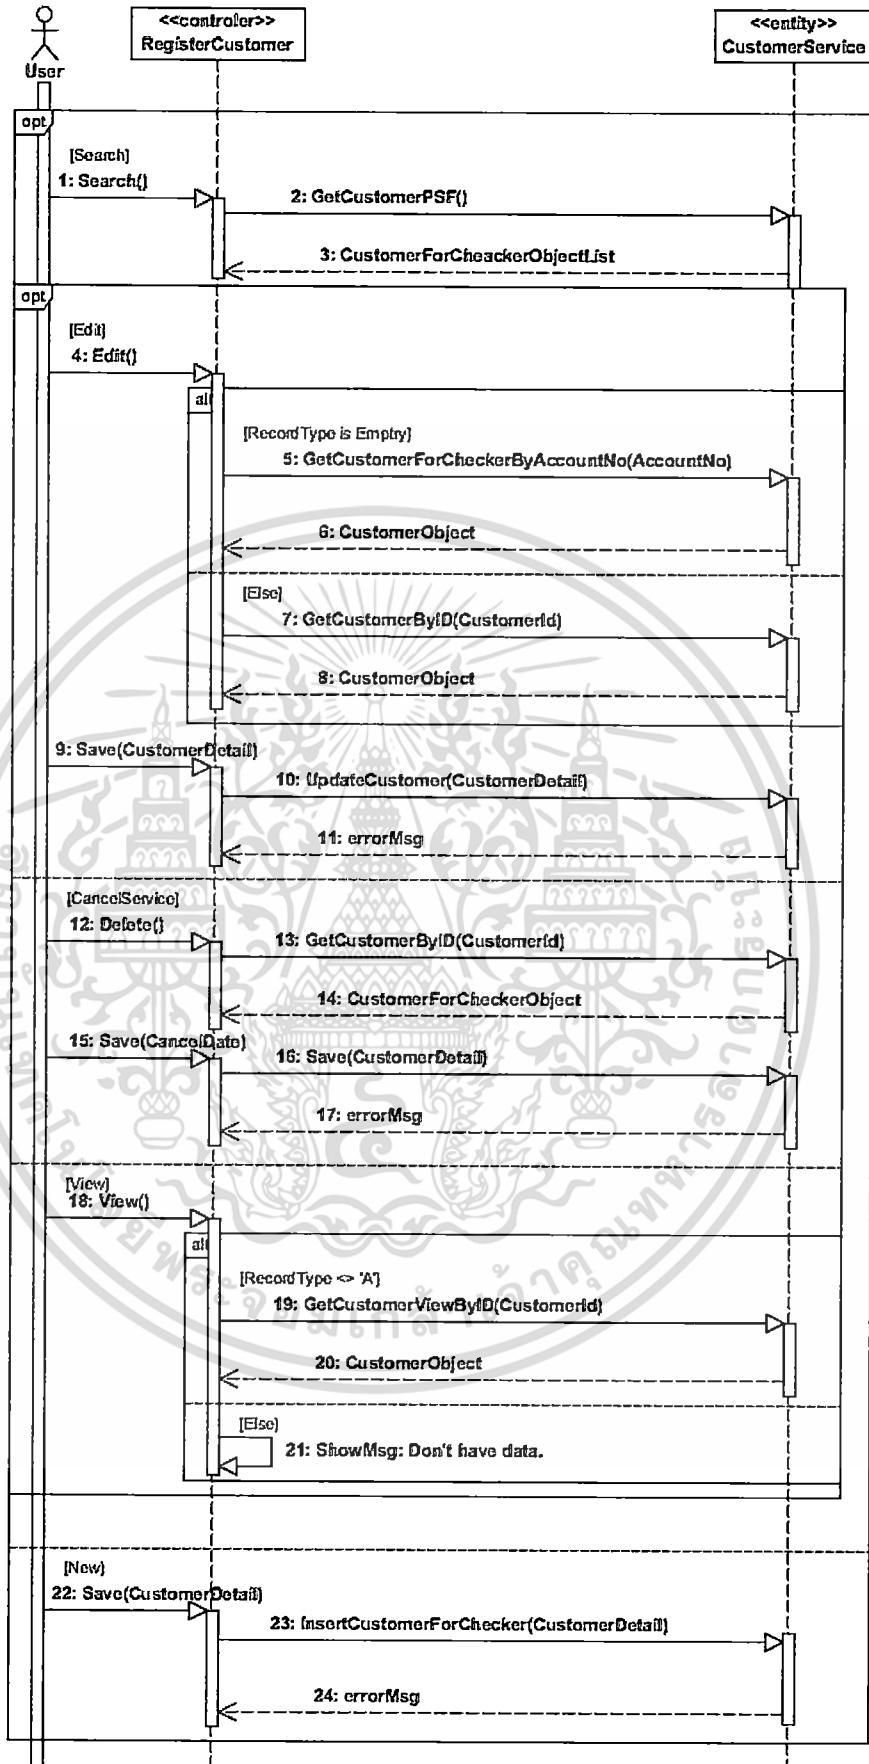 <<controler>>
RegisterCustomer
<<entity>>
CustomerService
User
opt
[Search]
1: Search()
2: GetCustomerPSF()
3: CustomerForCheackerObjectList
opt
[Edit]
4: Edit()
alt
[RecordType is Emptry]
5: GetCustomerForCheckerByAccountNo(AccountNo)
6: CustomerObject
[Else]
7: GetCustomerByID(CustomerId)
8: CustomerObject
9: Save(CustomerDetail)
10: UpdateCustomer(CustomerDetail)
11: errorMsg
[CancelService]
12: Delete()
13: GetCustomerByID(CustomerId)
14: CustomerForCheckerObject
15: Save(CancelDate)
16: Save(CustomerDetail)
17: errorMsg
[View]
18: View()
alt
[RecordType <> 'A']
19: GetCustomerViewByID(CustomerId)
20: CustomerObject
[Else]
21: ShowMsg: Don't have data.
[New]
22: Save(CustomerDetail)
23: InsertCustomerForChecker(CustomerDetail)
24: errorMsg